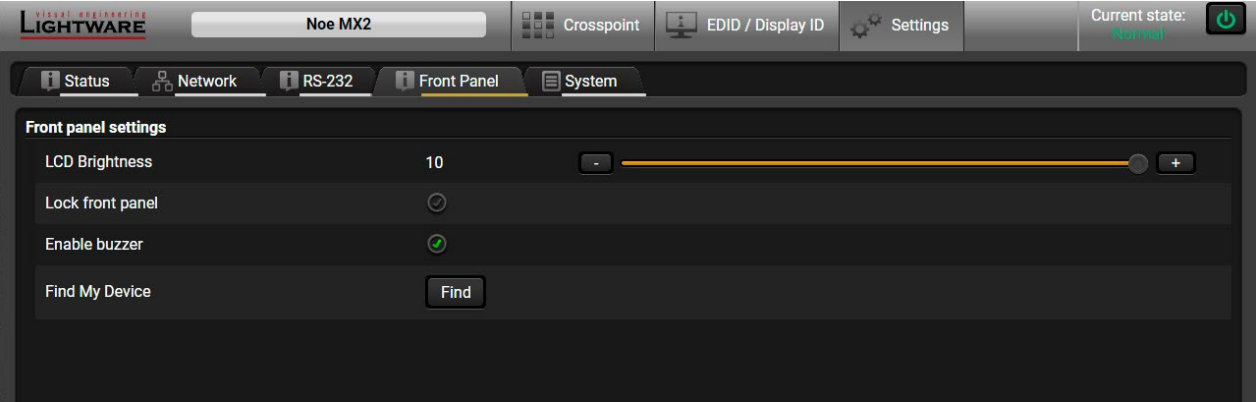 visual engineering
LIGHTWARE
Noe MX2
Crosspoint
EDID / Display ID
Settings
Current state:
Normal
Status
Network
RS-232
Front Panel
System
Front panel settings
LCD Brightness 10 - +
Lock front panel
Enable buzzer
Find My Device Find